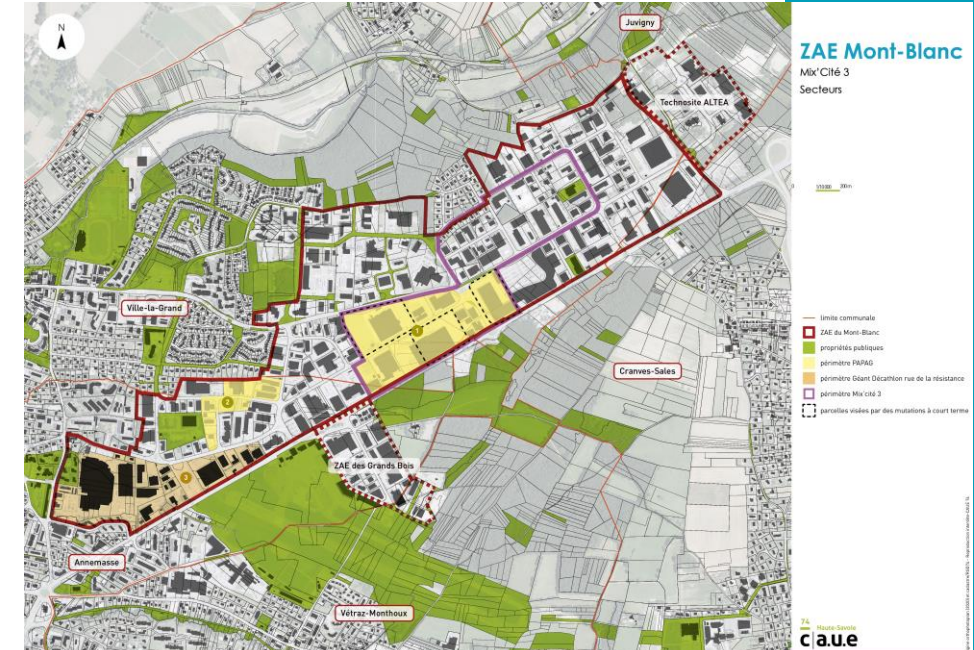 N
Juvigny
Technosite ALTEA
Ville-la-Grand
1
Cranves-Sales
2
ZAE des Grands Bois
3
Annemasse
Vétraz-Monthoux
ZAE Mont-Blanc
Mix'Cité 3
Secteurs
0
limite communale
ZAE du Mont-Blanc
propriétés publiques
périmètre PAPAG
périmètre Géant Décathlon rue de la résistance
périmètre Mix'cité 3
parcelles visées par des mutations à court terme
74
Haute-Savoie
c|a.u.e